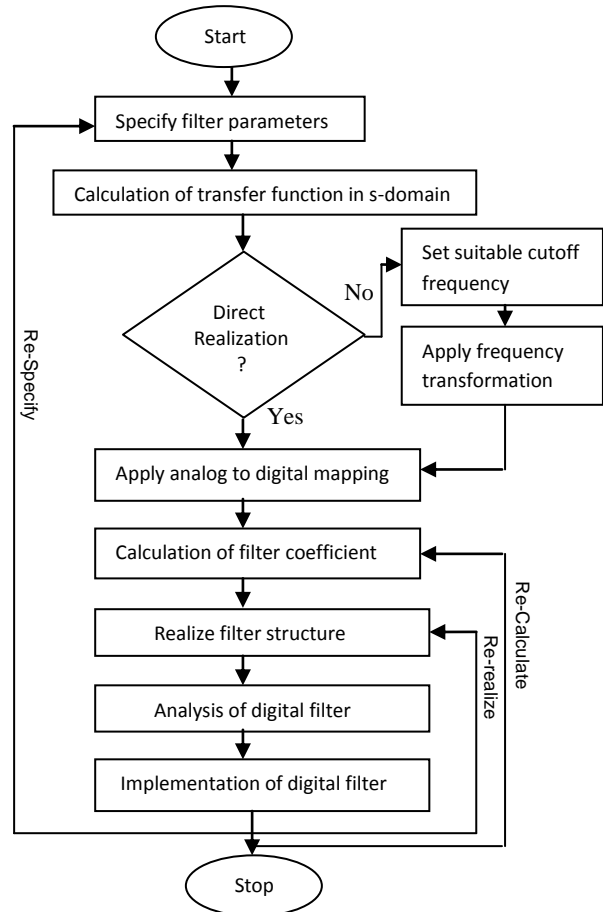 Start
Specify filter parameters
Calculation of transfer function in s-domain
Set suitable cutoff
frequency
No
Direct
Realization
?
Apply frequency
transformation
Yes
Re-Specify
Apply analog to digital mapping
Calculation of filter coefficient
Re-Calculate
Realize filter structure
Re-realize
Analysis of digital filter
Implementation of digital filter
Stop